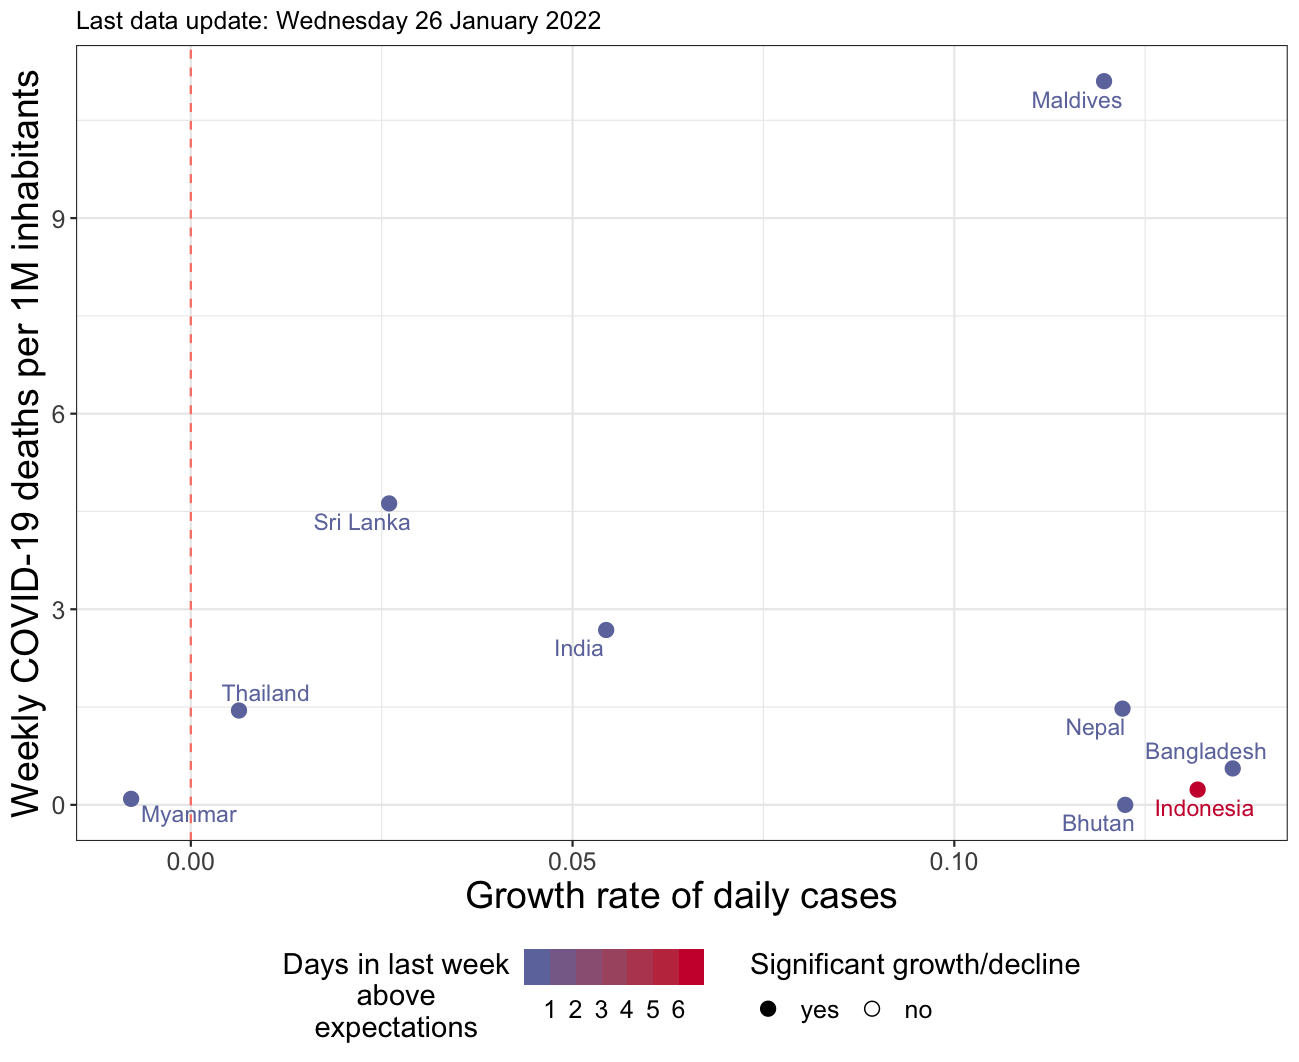 Last data update: Wednesday 26 January 2022
Weekly COVID-19 deaths per 1M inhabitants
9
6
3
0
Maldives
Sri Lanka
India
Thailand
Nepal
Bangladesh
Myanmar
Indonesia
Bhutan
0.00 0.05 0.10
Growth rate of daily cases
Days in last week
above
expectations
1 2 3 4 5 6
Significant growth/decline
yes no